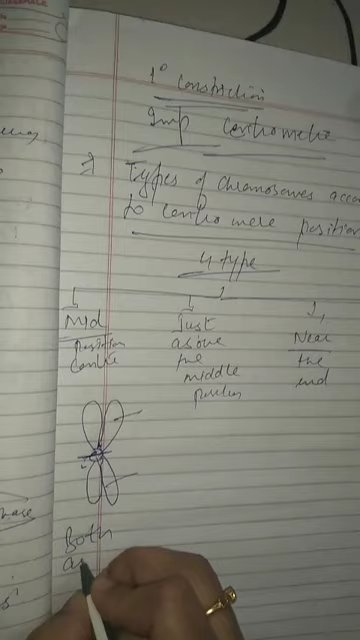 1° Constriction
Imp Centromere
Types of chromosomes acco
to centromere position
4 type
Mid
position
centre
Just
above
the
middle
position
Near
the
end
Both